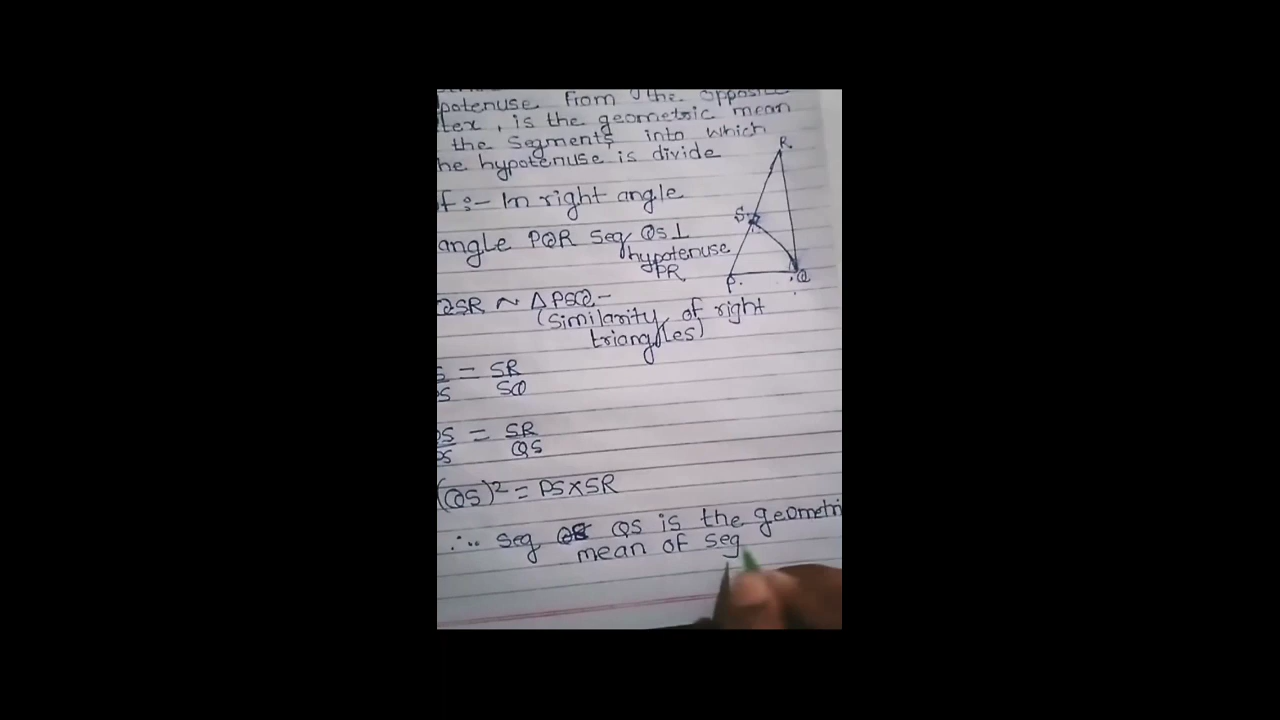 potenuse from the opposite
tex, is the geometric mean
the segments into which
he hypotenuse is divide
R
f :- In right angle
S
angle PQR seg QS ⊥
hypotenuse
PR
P.
Q
QSR ~ ΔPSQ -
(Similarity of right
triangles)
S = SR
S SQ
QS = SR
PS QS
(QS)² = PS×SR
∴ seg QS is the geometri
mean of seg